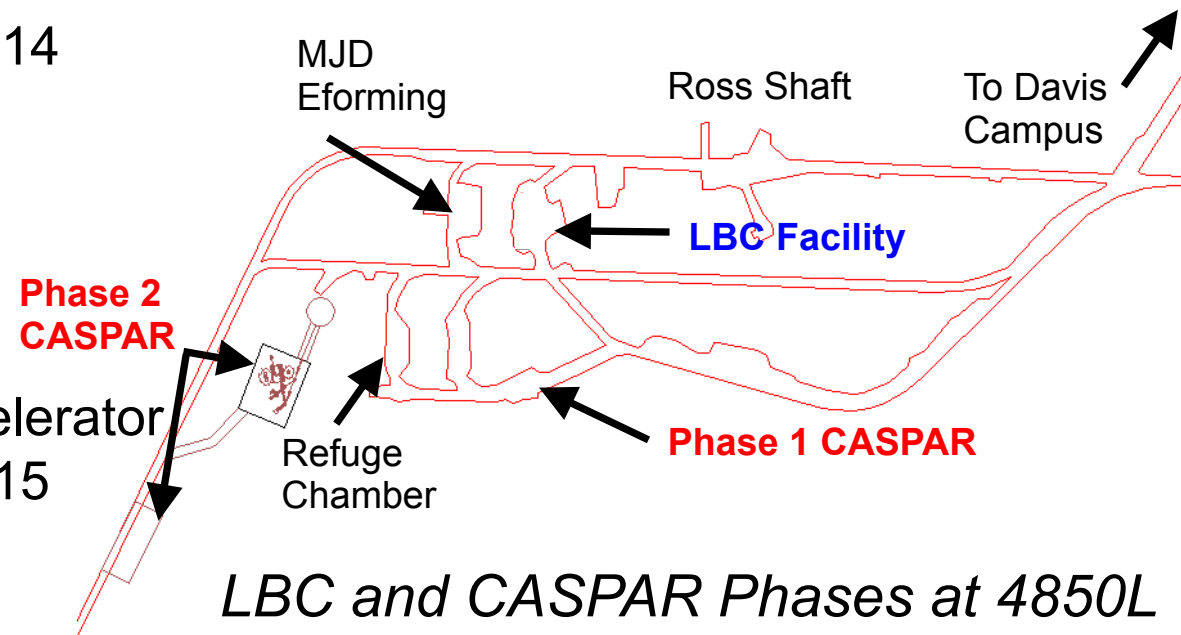 14
MJD
Eforming
Ross Shaft
To Davis
Campus
LBC Facility
Phase 2
CASPAR
elerator
15
Refuge
Chamber
Phase 1 CASPAR
LBC and CASPAR Phases at 4850L